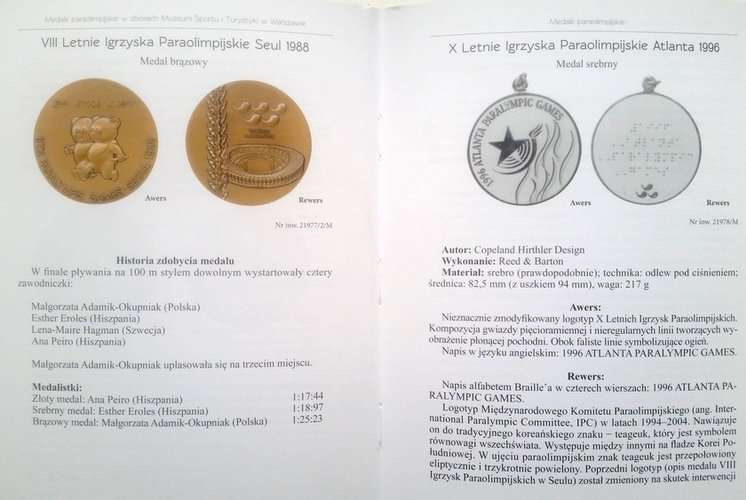 Medale paraolimpijskie w zbiorach Muzeum Sportu i Turystyki w Warszawie
VIII Letnie Igrzyska Paraolimpijskie Seul 1988
Medal brązowy
Awers
Rewers
Nr inw. 21977/2/M
Historia zdobycia medalu
W finale pływania na 100 m stylem dowolnym wystartowały cztery
zawodniczki:
Małgorzata Adamik-Okupniak (Polska)
Esther Eroles (Hiszpania)
Lena-Maire Hagman (Szwecja)
Ana Peiro (Hiszpania)
Małgorzata Adamik-Okupniak uplasowała się na trzecim miejscu.
Medalistki:
Złoty medal: Ana Peiro (Hiszpania) 1:17:44
Srebrny medal: Esther Eroles (Hiszpania) 1:18:97
Brązowy medal: Małgorzata Adamik-Okupniak (Polska) 1:25:23
Medale paraolimpijskie
X Letnie Igrzyska Paraolimpijskie Atlanta 1996
Medal srebrny
1996 ATLANTA PARALYMPIC GAMES
Awers
Rewers
Nr inw. 21978/M
Autor: Copeland Hirthler Design
Wykonanie: Reed & Barton
Materiał: srebro (prawdopodobnie); technika: odlew pod ciśnieniem;
średnica: 82,5 mm (z uszkiem 94 mm), waga: 217 g
Awers:
Nieznacznie zmodyfikowany logotyp X Letnich Igrzysk Paraolimpijskich.
Kompozycja gwiazdy pięcioramiennej i nieregularnych linii tworzących wy-
obrażenie płonącej pochodni. Obok faliste linie symbolizujące ogień.
Napis w języku angielskim: 1996 ATLANTA PARALYMPIC GAMES.
Rewers:
Napis alfabetem Braille´a w czterech wierszach: 1996 ATLANTA PA-
RALYMPIC GAMES.
Logotyp Międzynarodowego Komitetu Paraolimpijskiego (ang. Inter-
national Paralympic Committee, IPC) w latach 1994–2004. Nawiązuje
on do tradycyjnego koreańskiego znaku – teageuk, który jest symbolem
równowagi wszechświata. Występuje między innymi na fladze Korei Po-
łudniowej. W ujęciu paraolimpijskim znak teageuk jest przepołowiony
eliptycznie i trzykrotnie powielony. Poprzedni logotyp (opis medalu VIII
Igrzysk Paraolimpijskich w Seulu) został zmieniony na skutek interwencji